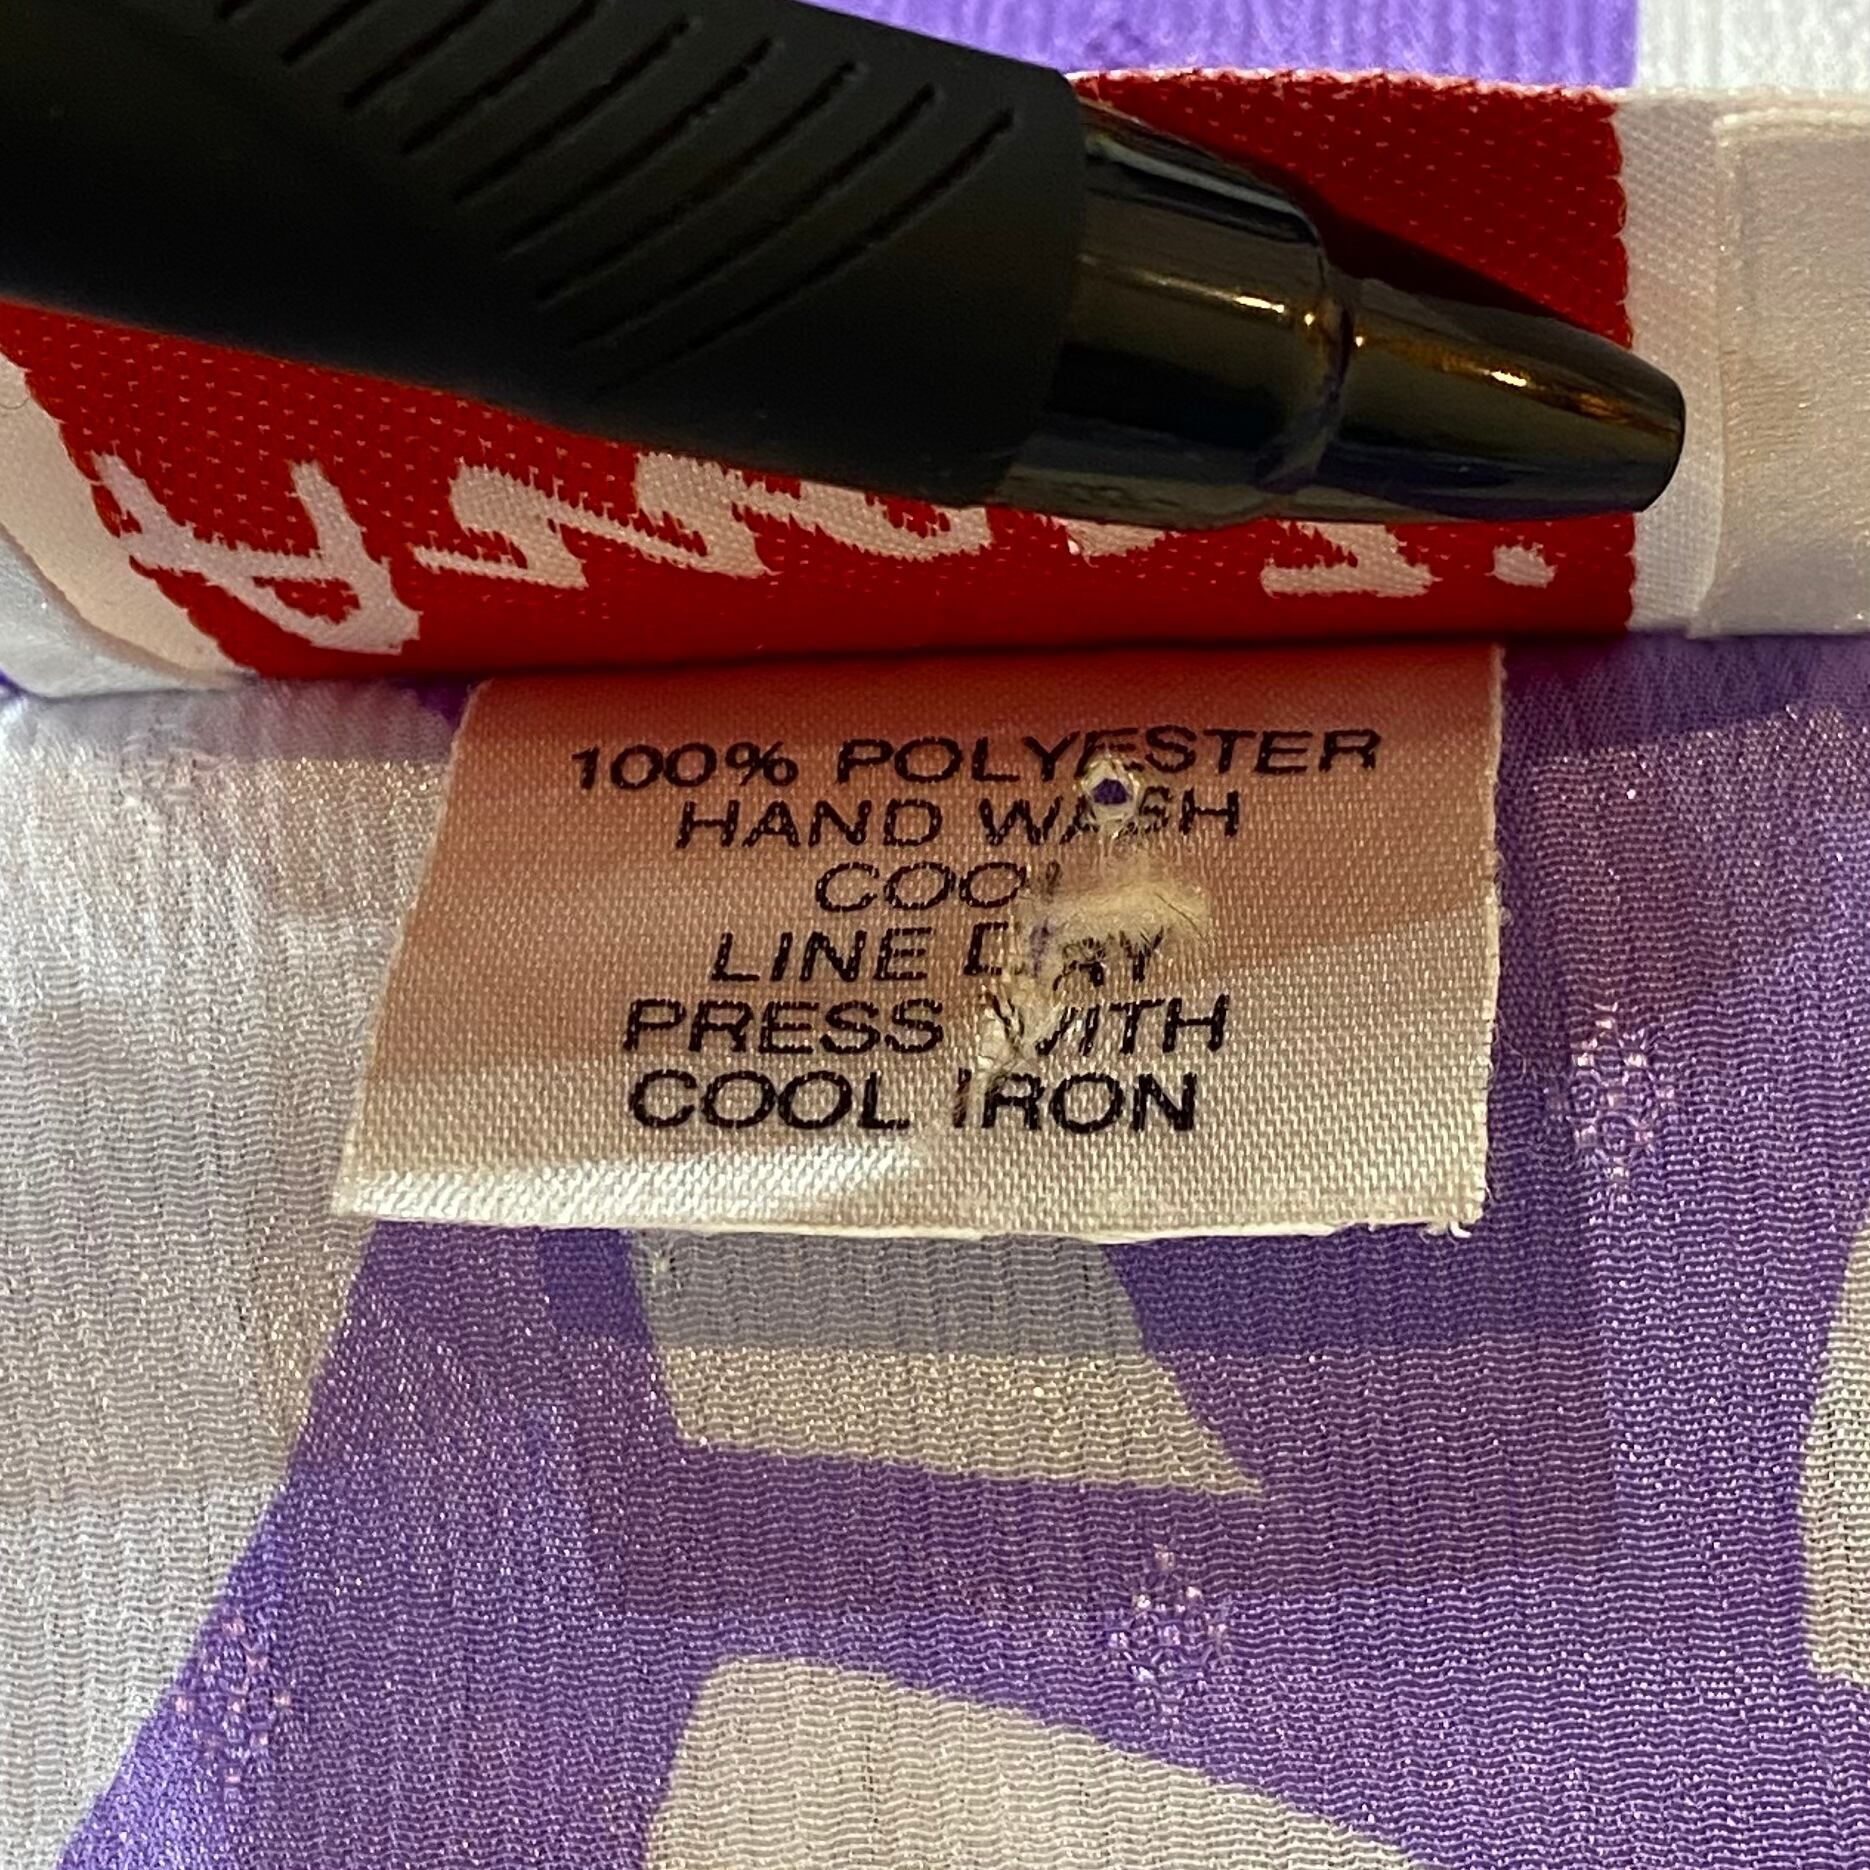 100% POLYESTER
HAND WASH
COOL
LINE DRY
PRESS WITH
COOL IRON